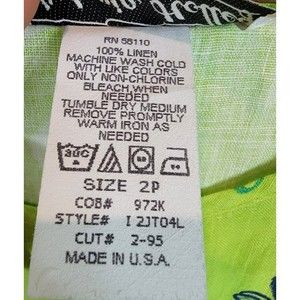 RN 55110
100% LINEN
MACHINE WASH COLD
WITH LIKE COLORS
ONLY NON-CHLORINE
BLEACH WHEN
NEEDED
TUMBLE DRY MEDIUM
REMOVE PROMPTLY
WARM IRON AS
NEEDED
SIZE 2P
COB# 972K
STYLE# I 2JT04L
CUT# 2-95
MADE IN U.S.A.